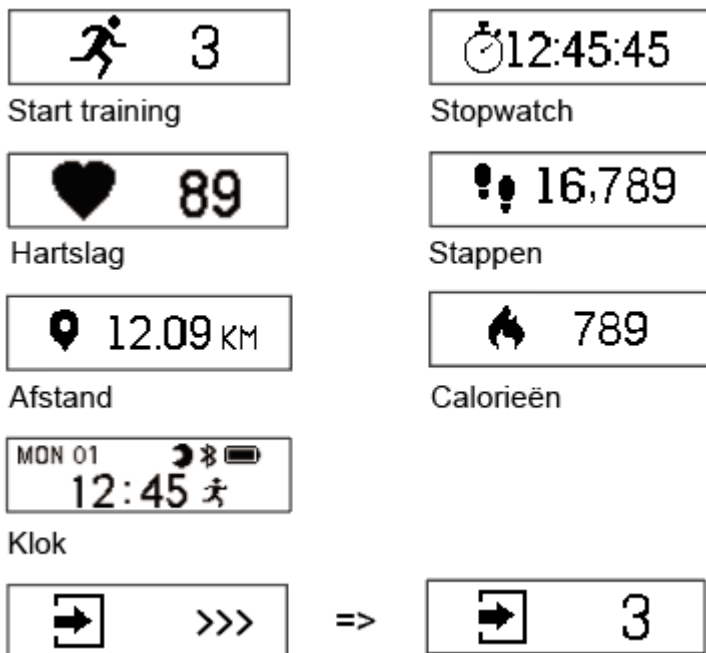 3
12:45:45
Start training
Stopwatch
89
16,789
Hartslag
Stappen
12.09 KM
789
Afstand
Calorieën
MON 01
12:45
Klok
>>> => 3